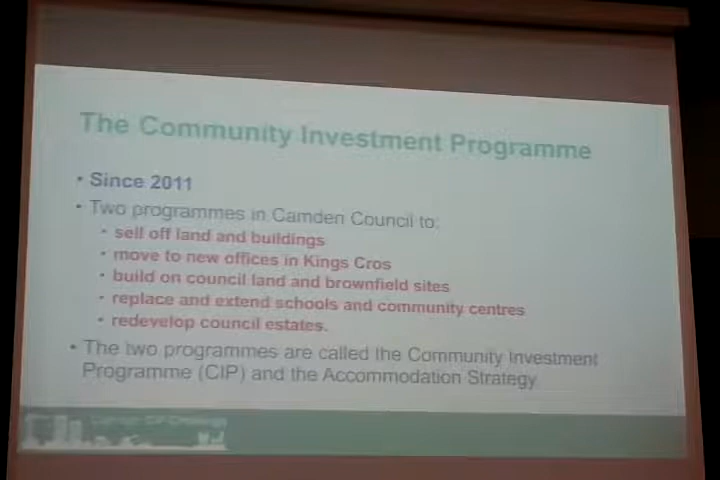 The Community Investment Programme
• Since 2011
• Two programmes in Camden Council to:
• sell off land and buildings
• move to new offices in Kings Cros
• build on council land and brownfield sites
• replace and extend schools and community centres
• redevelop council estates.
• The two programmes are called the Community Investment
Programme (CIP) and the Accommodation Strategy